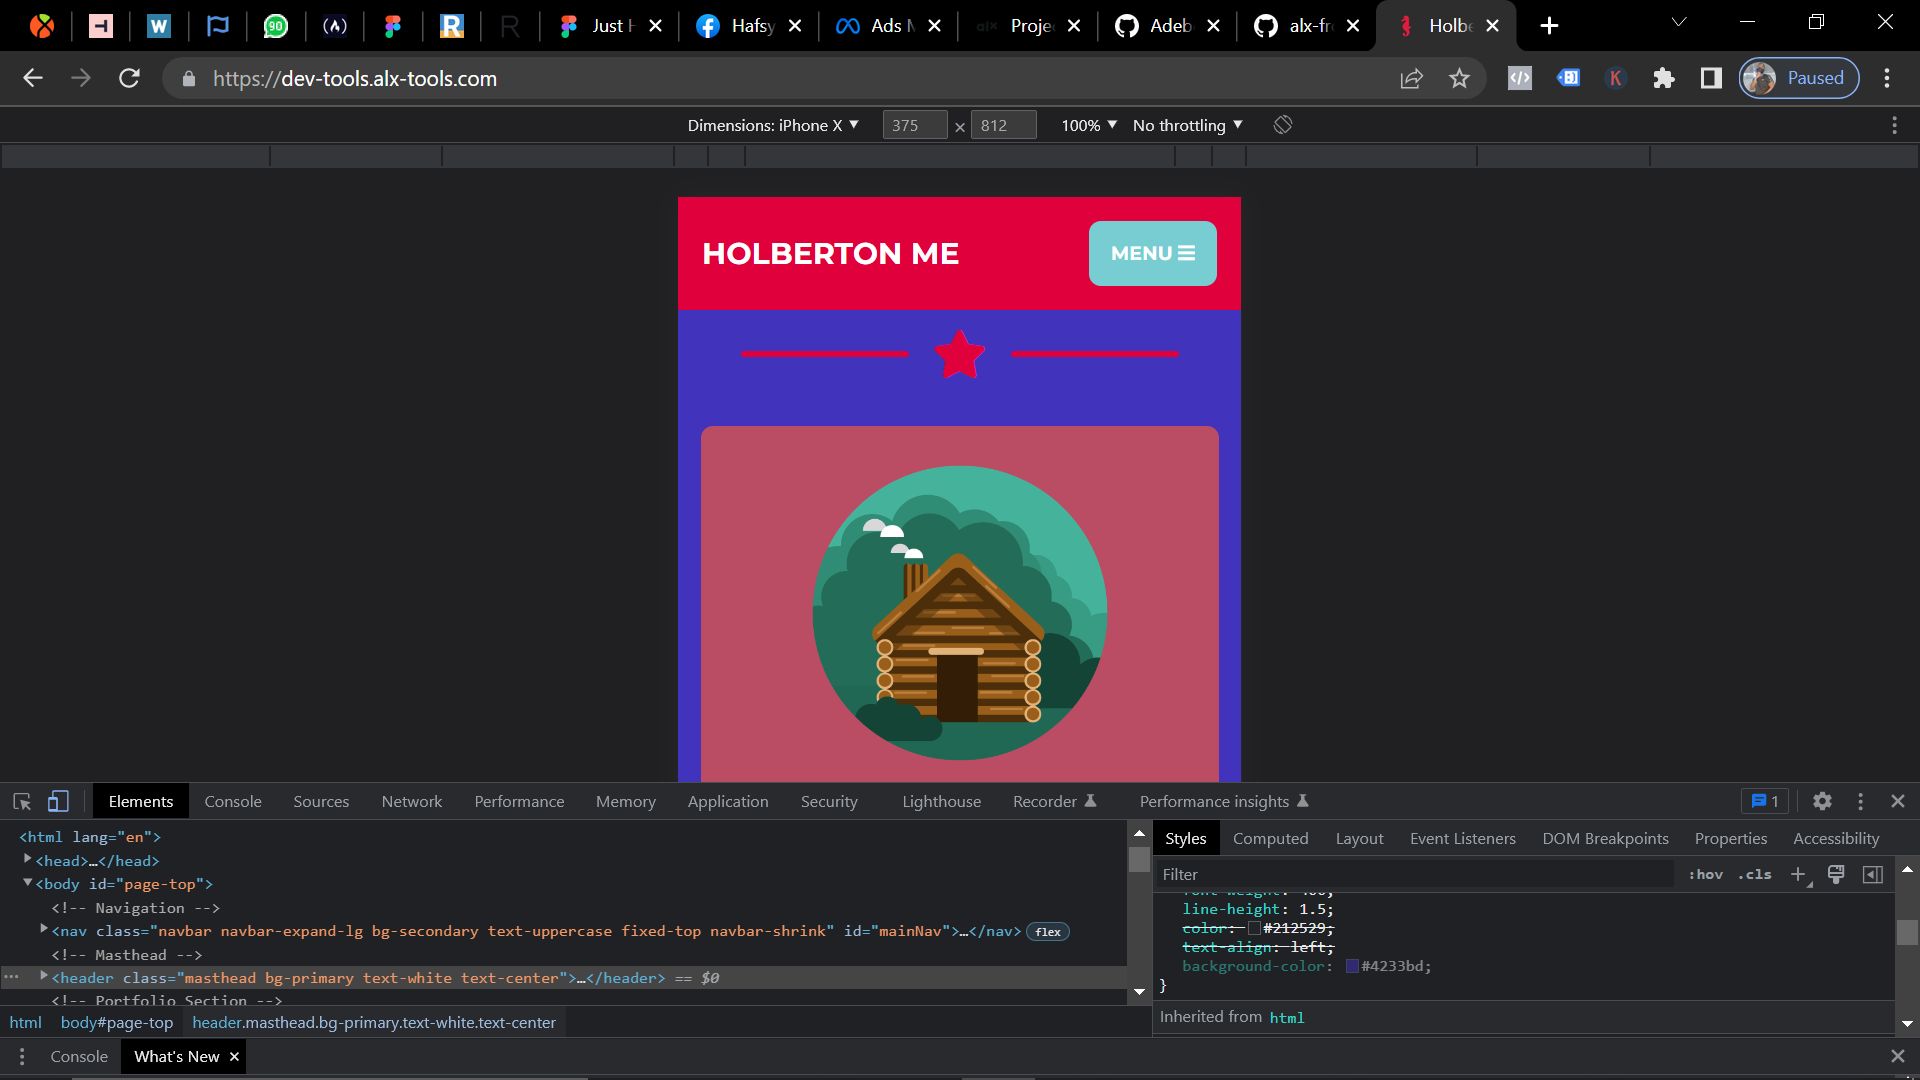 W
90
R
R
Just H
Hafsy
Ads M
alx
Proje
Adeb
alx-fr
Holbe
https://dev-tools.alx-tools.com
K
Paused
Dimensions: iPhone X ▼ 375 × 812 100% ▼ No throttling ▼
HOLBERTON ME
MENU
Elements Console Sources Network Performance Memory Application Security Lighthouse Recorder Performance insights 1
<html lang="en">
<head>…</head>
<body id="page-top">
<!-- Navigation -->
<nav class="navbar navbar-expand-lg bg-secondary text-uppercase fixed-top navbar-shrink" id="mainNav">…</nav> flex
<!-- Masthead -->
<header class="masthead bg-primary text-white text-center">…</header> == $0
<!-- Portfolio Section -->
html body#page-top header.masthead.bg-primary.text-white.text-center
Styles Computed Layout Event Listeners DOM Breakpoints Properties Accessibility
Filter :hov .cls
font-weight: 400;
line-height: 1.5;
color: #212529;
text-align: left;
background-color: #4233bd;
}
Inherited from html
Console What's New